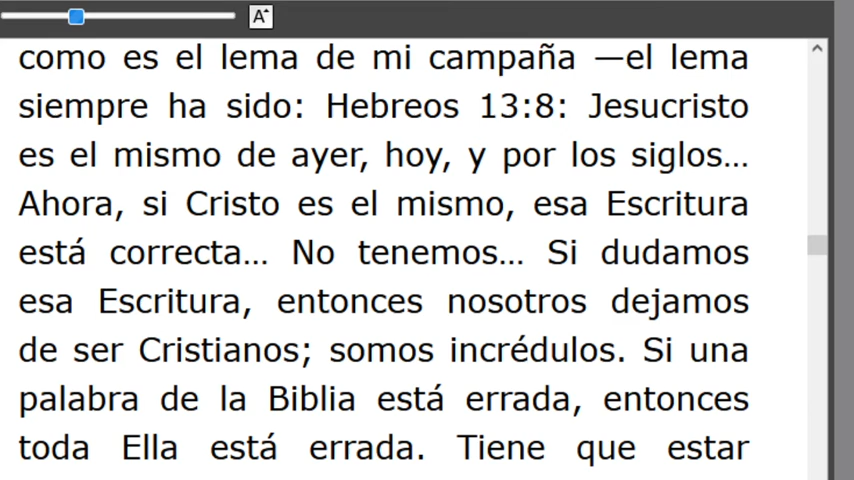 A
como es el lema de mi campaña —el lema
siempre ha sido: Hebreos 13:8: Jesucristo
es el mismo de ayer, hoy, y por los siglos…
Ahora, si Cristo es el mismo, esa Escritura
está correcta… No tenemos… Si dudamos
esa Escritura, entonces nosotros dejamos
de ser Cristianos; somos incrédulos. Si una
palabra de la Biblia está errada, entonces
toda Ella está errada. Tiene que estar